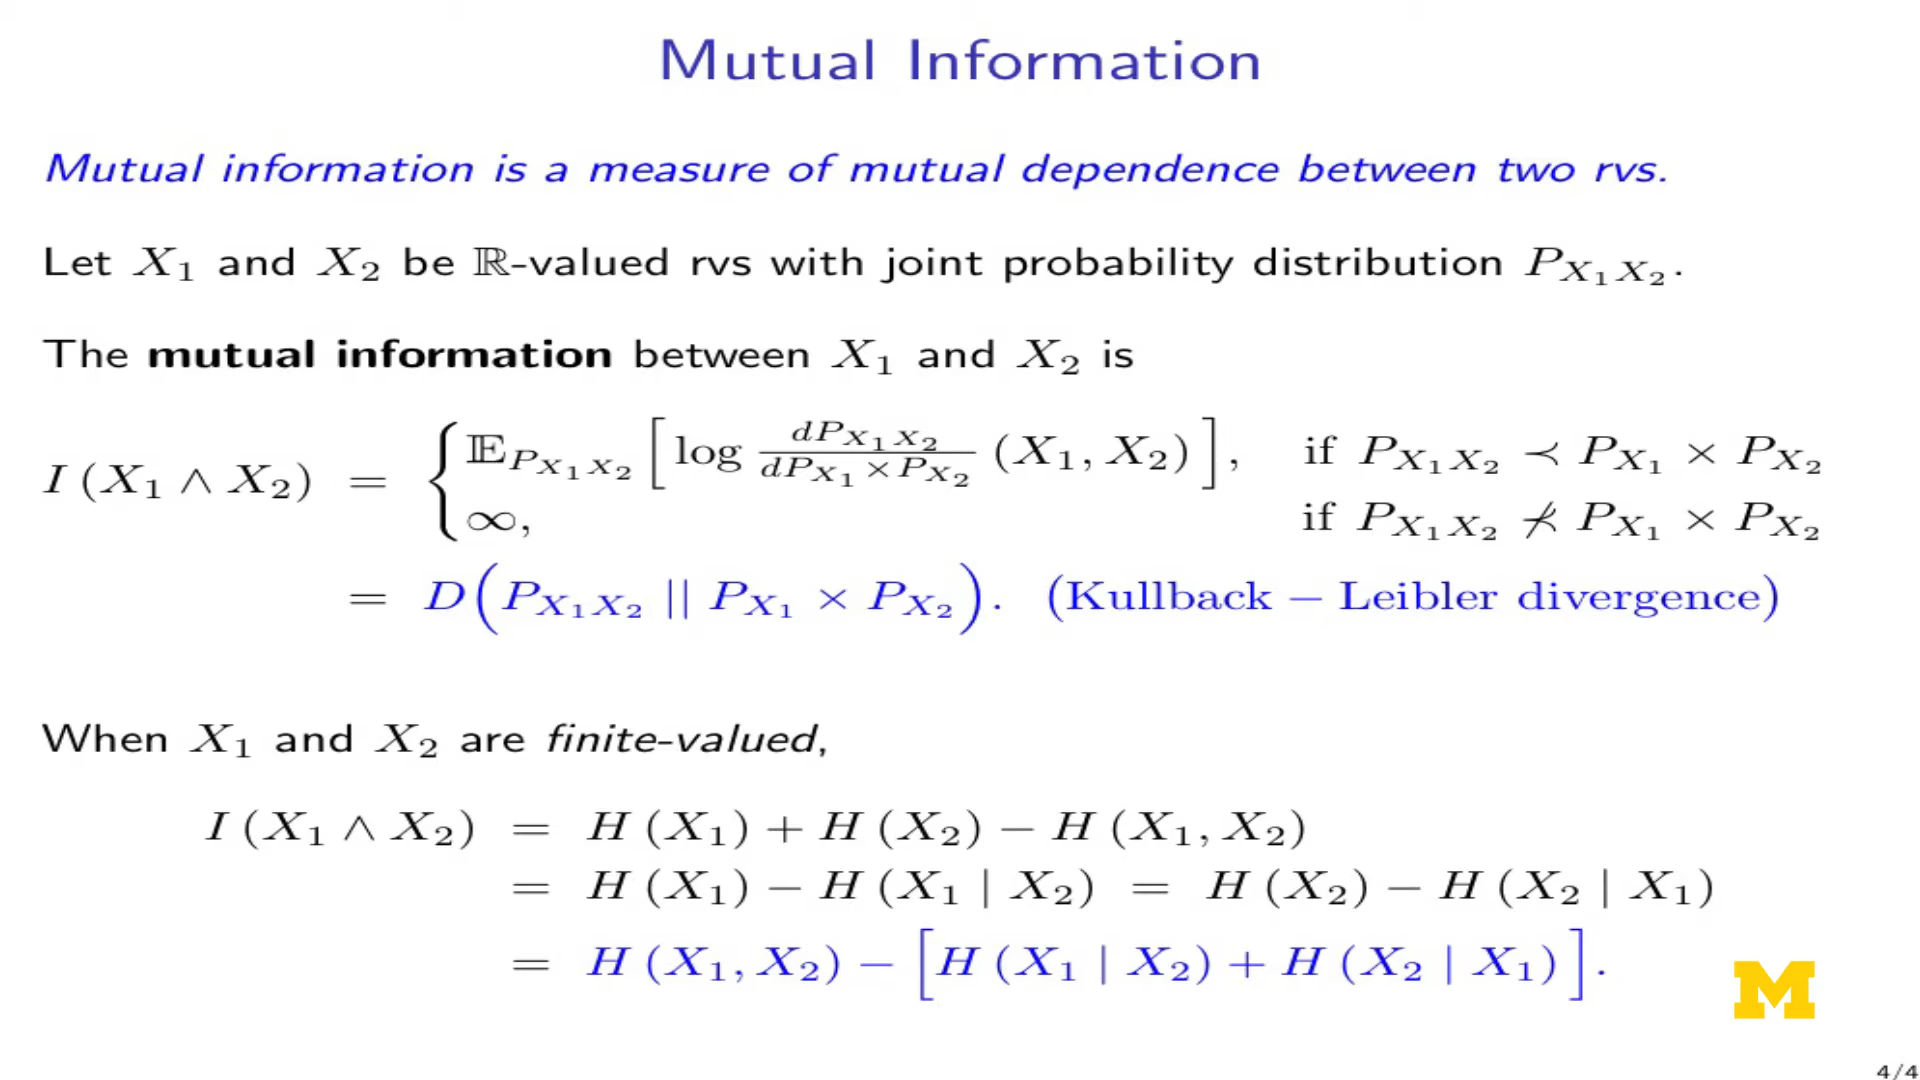 Mutual Information
Mutual information is a measure of mutual dependence between two rvs.
Let X₁ and X₂ be ℝ-valued rvs with joint probability distribution P_{X₁X₂}.
The mutual information between X₁ and X₂ is
I (X₁ ∧ X₂) = { 𝔼_{P_{X₁X₂}} [ log dP_{X₁X₂} / dP_{X₁} × P_{X₂} (X₁, X₂) ], if P_{X₁X₂} ≺ P_{X₁} × P_{X₂}
∞, if P_{X₁X₂} ⊀ P_{X₁} × P_{X₂}
= D( P_{X₁X₂} || P_{X₁} × P_{X₂} ). (Kullback – Leibler divergence)
When X₁ and X₂ are finite-valued,
I (X₁ ∧ X₂) = H (X₁) + H (X₂) − H (X₁, X₂)
= H (X₁) − H (X₁ | X₂) = H (X₂) − H (X₂ | X₁)
= H (X₁, X₂) − [ H (X₁ | X₂) + H (X₂ | X₁) ].
M
4/4